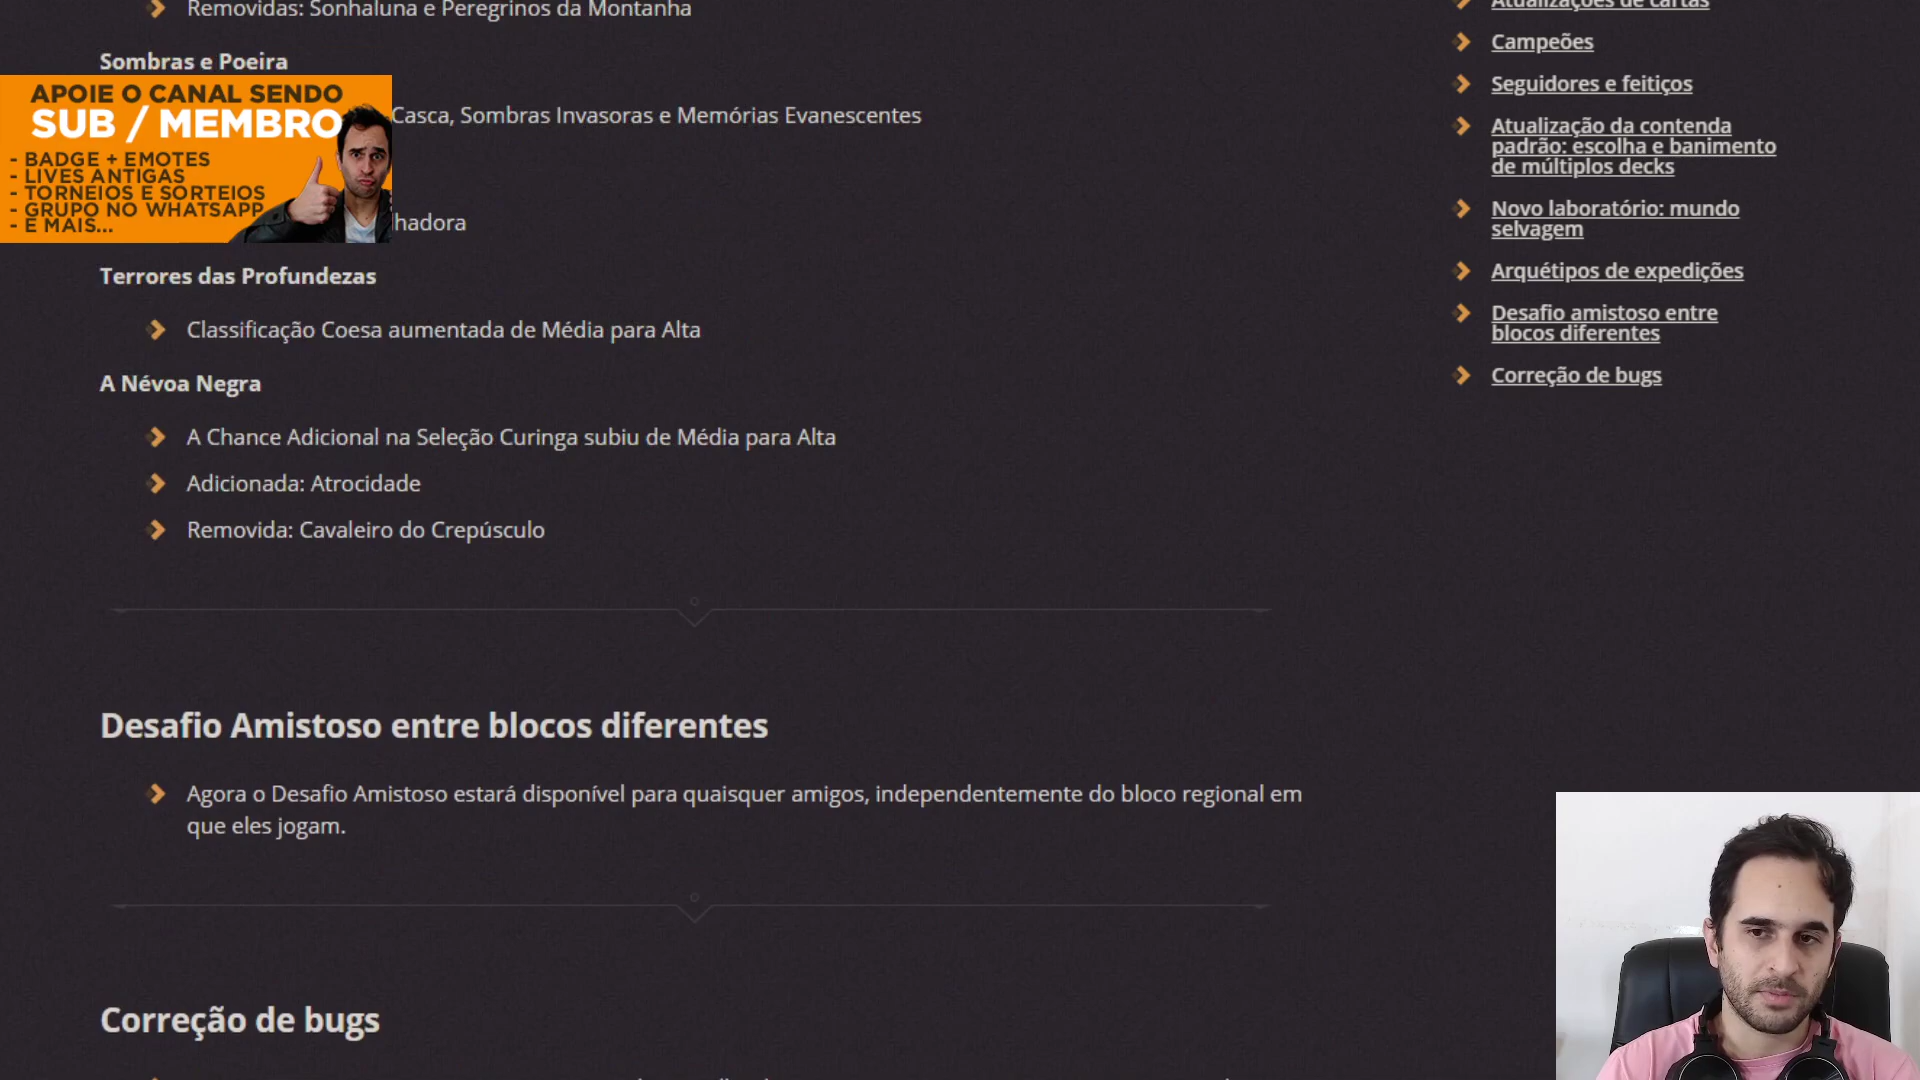 Removidas: Sonhaluna e Peregrinos da Montanha
Sombras e Poeira
APOIE O CANAL SENDO
SUB / MEMBRO
- BADGE + EMOTES
- LIVES ANTIGAS
- TORNEIOS E SORTEIOS
- GRUPO NO WHATSAPP
- E MAIS...
Casca, Sombras Invasoras e Memórias Evanescentes
lhadora
Terrores das Profundezas
Classificação Coesa aumentada de Média para Alta
A Névoa Negra
A Chance Adicional na Seleção Curinga subiu de Média para Alta
Adicionada: Atrocidade
Removida: Cavaleiro do Crepúsculo
Desafio Amistoso entre blocos diferentes
Agora o Desafio Amistoso estará disponível para quaisquer amigos, independentemente do bloco regional em
que eles jogam.
Correção de bugs
Atualizações de cartas
Campeões
Seguidores e feitiços
Atualização da contenda
padrão: escolha e banimento
de múltiplos decks
Novo laboratório: mundo
selvagem
Arquétipos de expedições
Desafio amistoso entre
blocos diferentes
Correção de bugs